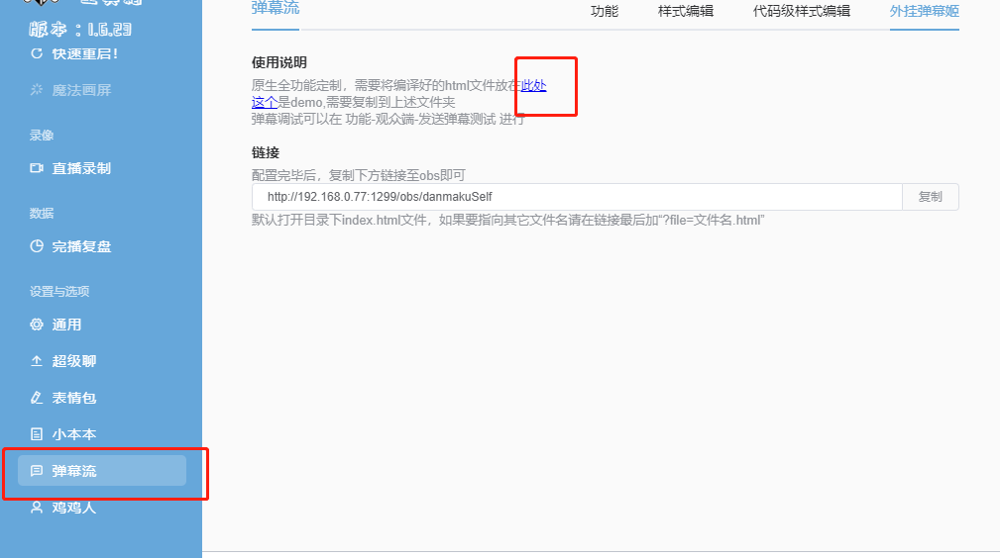 版本：1.6.23
快速重启！
魔法画屏
录像
直播录制
数据
完播复盘
设置与选项
通用
超级聊
表情包
小本本
弹幕流
鸡鸡人
弹幕流
功能
样式编辑
代码级样式编辑
外挂弹幕姬
使用说明
原生全功能定制，需要将编译好的html文件放在此处
这个是demo,需要复制到上述文件夹
弹幕调试可以在 功能-观众端-发送弹幕测试 进行
链接
配置完毕后，复制下方链接至obs即可
http://192.168.0.77:1299/obs/danmakuSelf
复制
默认打开目录下index.html文件，如果要指向其它文件名请在链接最后加“?file=文件名.html”